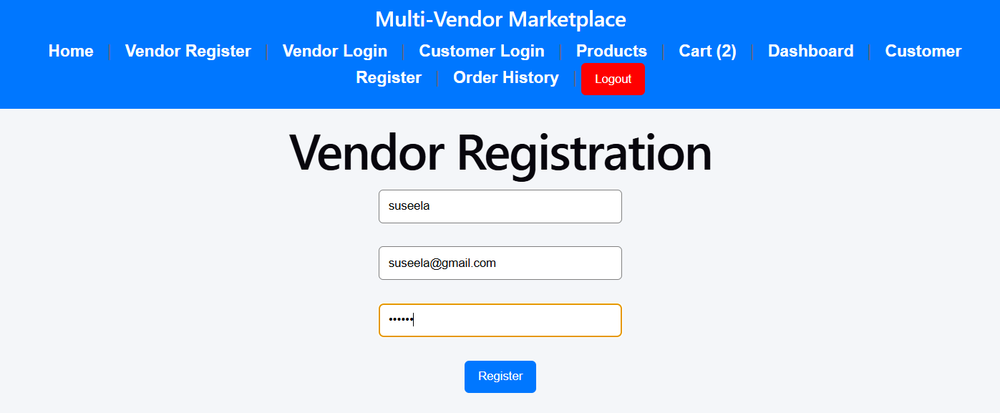 Multi-Vendor Marketplace
Home | Vendor Register | Vendor Login | Customer Login | Products | Cart (2) | Dashboard | Customer
Register | Order History | Logout
Vendor Registration
suseela
suseela@gmail.com
••••••
Register